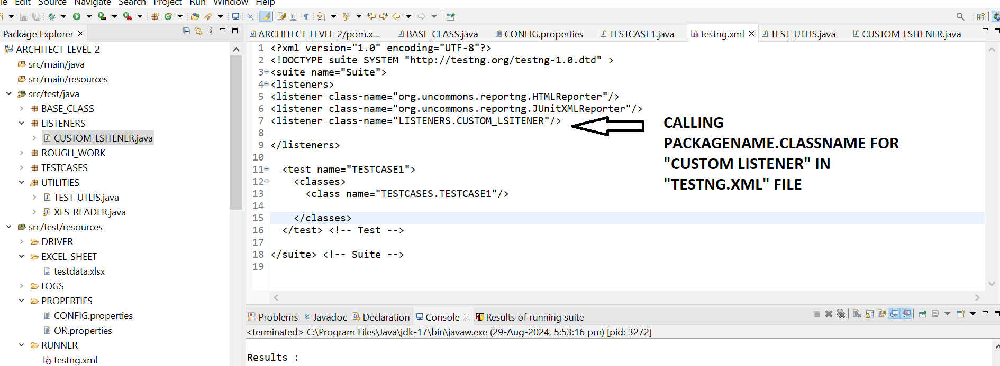 File Edit Source Navigate Search Project Run Window Help
Package Explorer
ARCHITECT_LEVEL_2
src/main/java
src/main/resources
src/test/java
BASE_CLASS
LISTENERS
CUSTOM_LSITENER.java
ROUGH_WORK
TESTCASES
UTILITIES
TEST_UTLIS.java
XLS_READER.java
src/test/resources
DRIVER
EXCEL_SHEET
testdata.xlsx
LOGS
PROPERTIES
CONFIG.properties
OR.properties
RUNNER
testng.xml
ARCHITECT_LEVEL_2/pom.x... BASE_CLASS.java CONFIG.properties TESTCASE1.java testng.xml TEST_UTLIS.java CUSTOM_LSITENER.java
1 <?xml version="1.0" encoding="UTF-8"?>
2 <!DOCTYPE suite SYSTEM "http://testng.org/testng-1.0.dtd" >
3 <suite name="Suite">
4 <listeners>
5 <listener class-name="org.uncommons.reportng.HTMLReporter"/>
6 <listener class-name="org.uncommons.reportng.JUnitXMLReporter"/>
7 <listener class-name="LISTENERS.CUSTOM_LSITENER"/>
8
9 </listeners>
10
11 <test name="TESTCASE1">
12 <classes>
13 <class name="TESTCASES.TESTCASE1"/>
14
15 </classes>
16 </test> <!-- Test -->
17
18 </suite> <!-- Suite -->
19
CALLING
PACKAGENAME.CLASSNAME FOR
"CUSTOM LISTENER" IN
"TESTNG.XML" FILE
Problems Javadoc Declaration Console Results of running suite
<terminated> C:\Program Files\Java\jdk-17\bin\javaw.exe (29-Aug-2024, 5:53:16 pm) [pid: 3272]
Results :